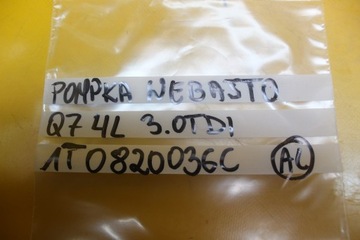 POMPKA WEBASTO
Q7 4L 3.0TDI
1T0820036C AL